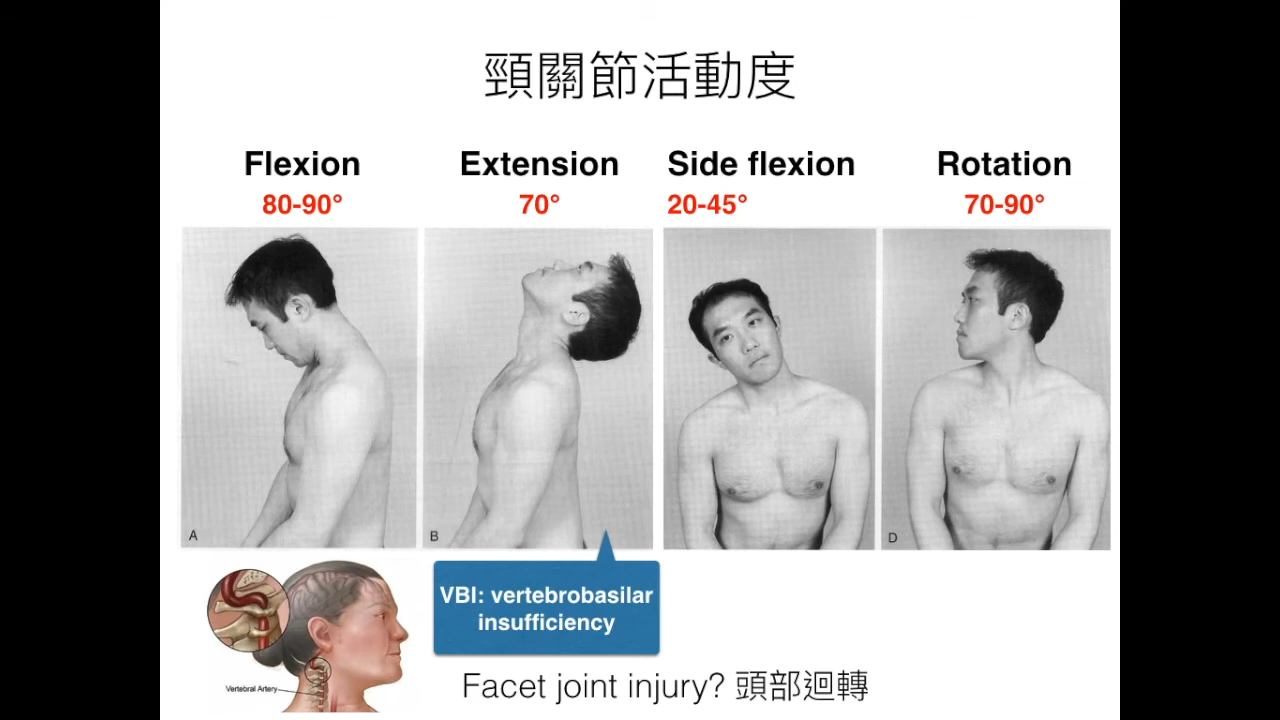 頸關節活動度
Flexion
80-90°
Extension
70°
Side flexion
20-45°
Rotation
70-90°
A
B
D
VBI: vertebrobasilar
insufficiency
Vertebral Artery
Facet joint injury? 頭部迴轉